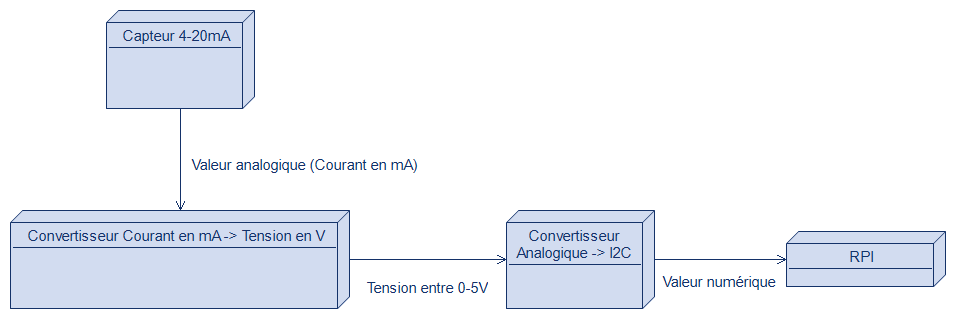 Capteur 4-20mA
Valeur analogique (Courant en mA)
Convertisseur Courant en mA -> Tension en V
Tension entre 0-5V
Convertisseur
Analogique -> I2C
Valeur numérique
RPI